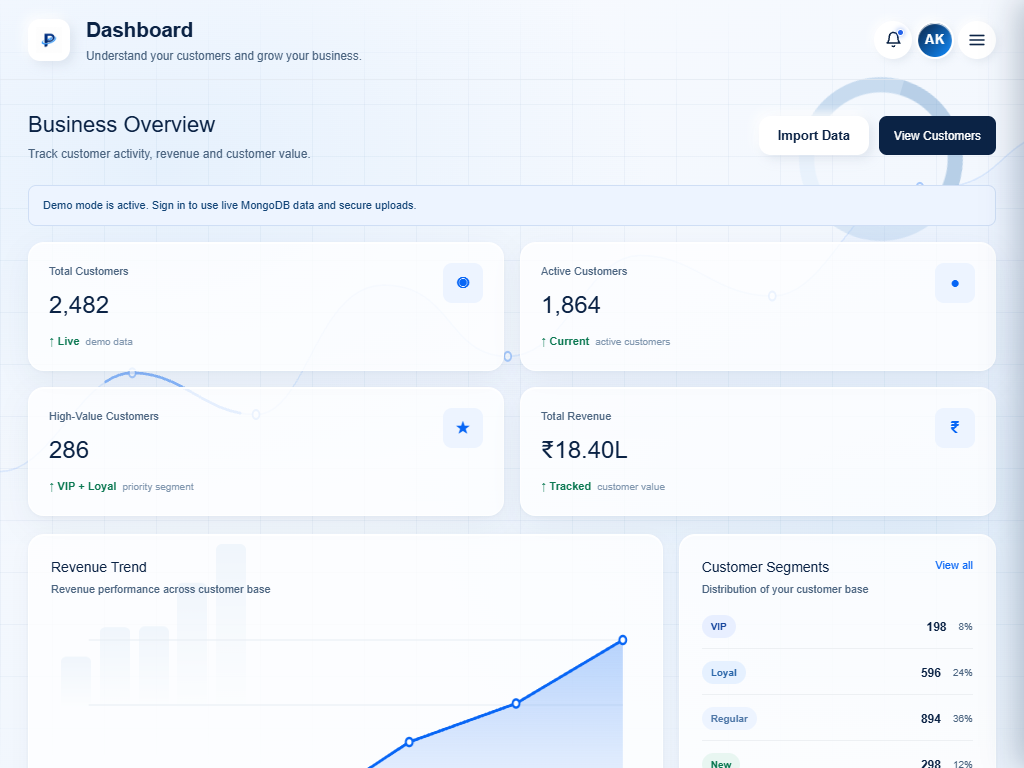 Dashboard
Understand your customers and grow your business.
AK
Business Overview
Track customer activity, revenue and customer value.
Import Data
View Customers
Demo mode is active. Sign in to use live MongoDB data and secure uploads.
Total Customers
2,482
↑ Live demo data
Active Customers
1,864
↑ Current active customers
High-Value Customers
286
↑ VIP + Loyal priority segment
Total Revenue
₹18.40L
₹
↑ Tracked customer value
Revenue Trend
Revenue performance across customer base
Customer Segments
View all
Distribution of your customer base
VIP 198 8%
Loyal 596 24%
Regular 894 36%
New 298 12%